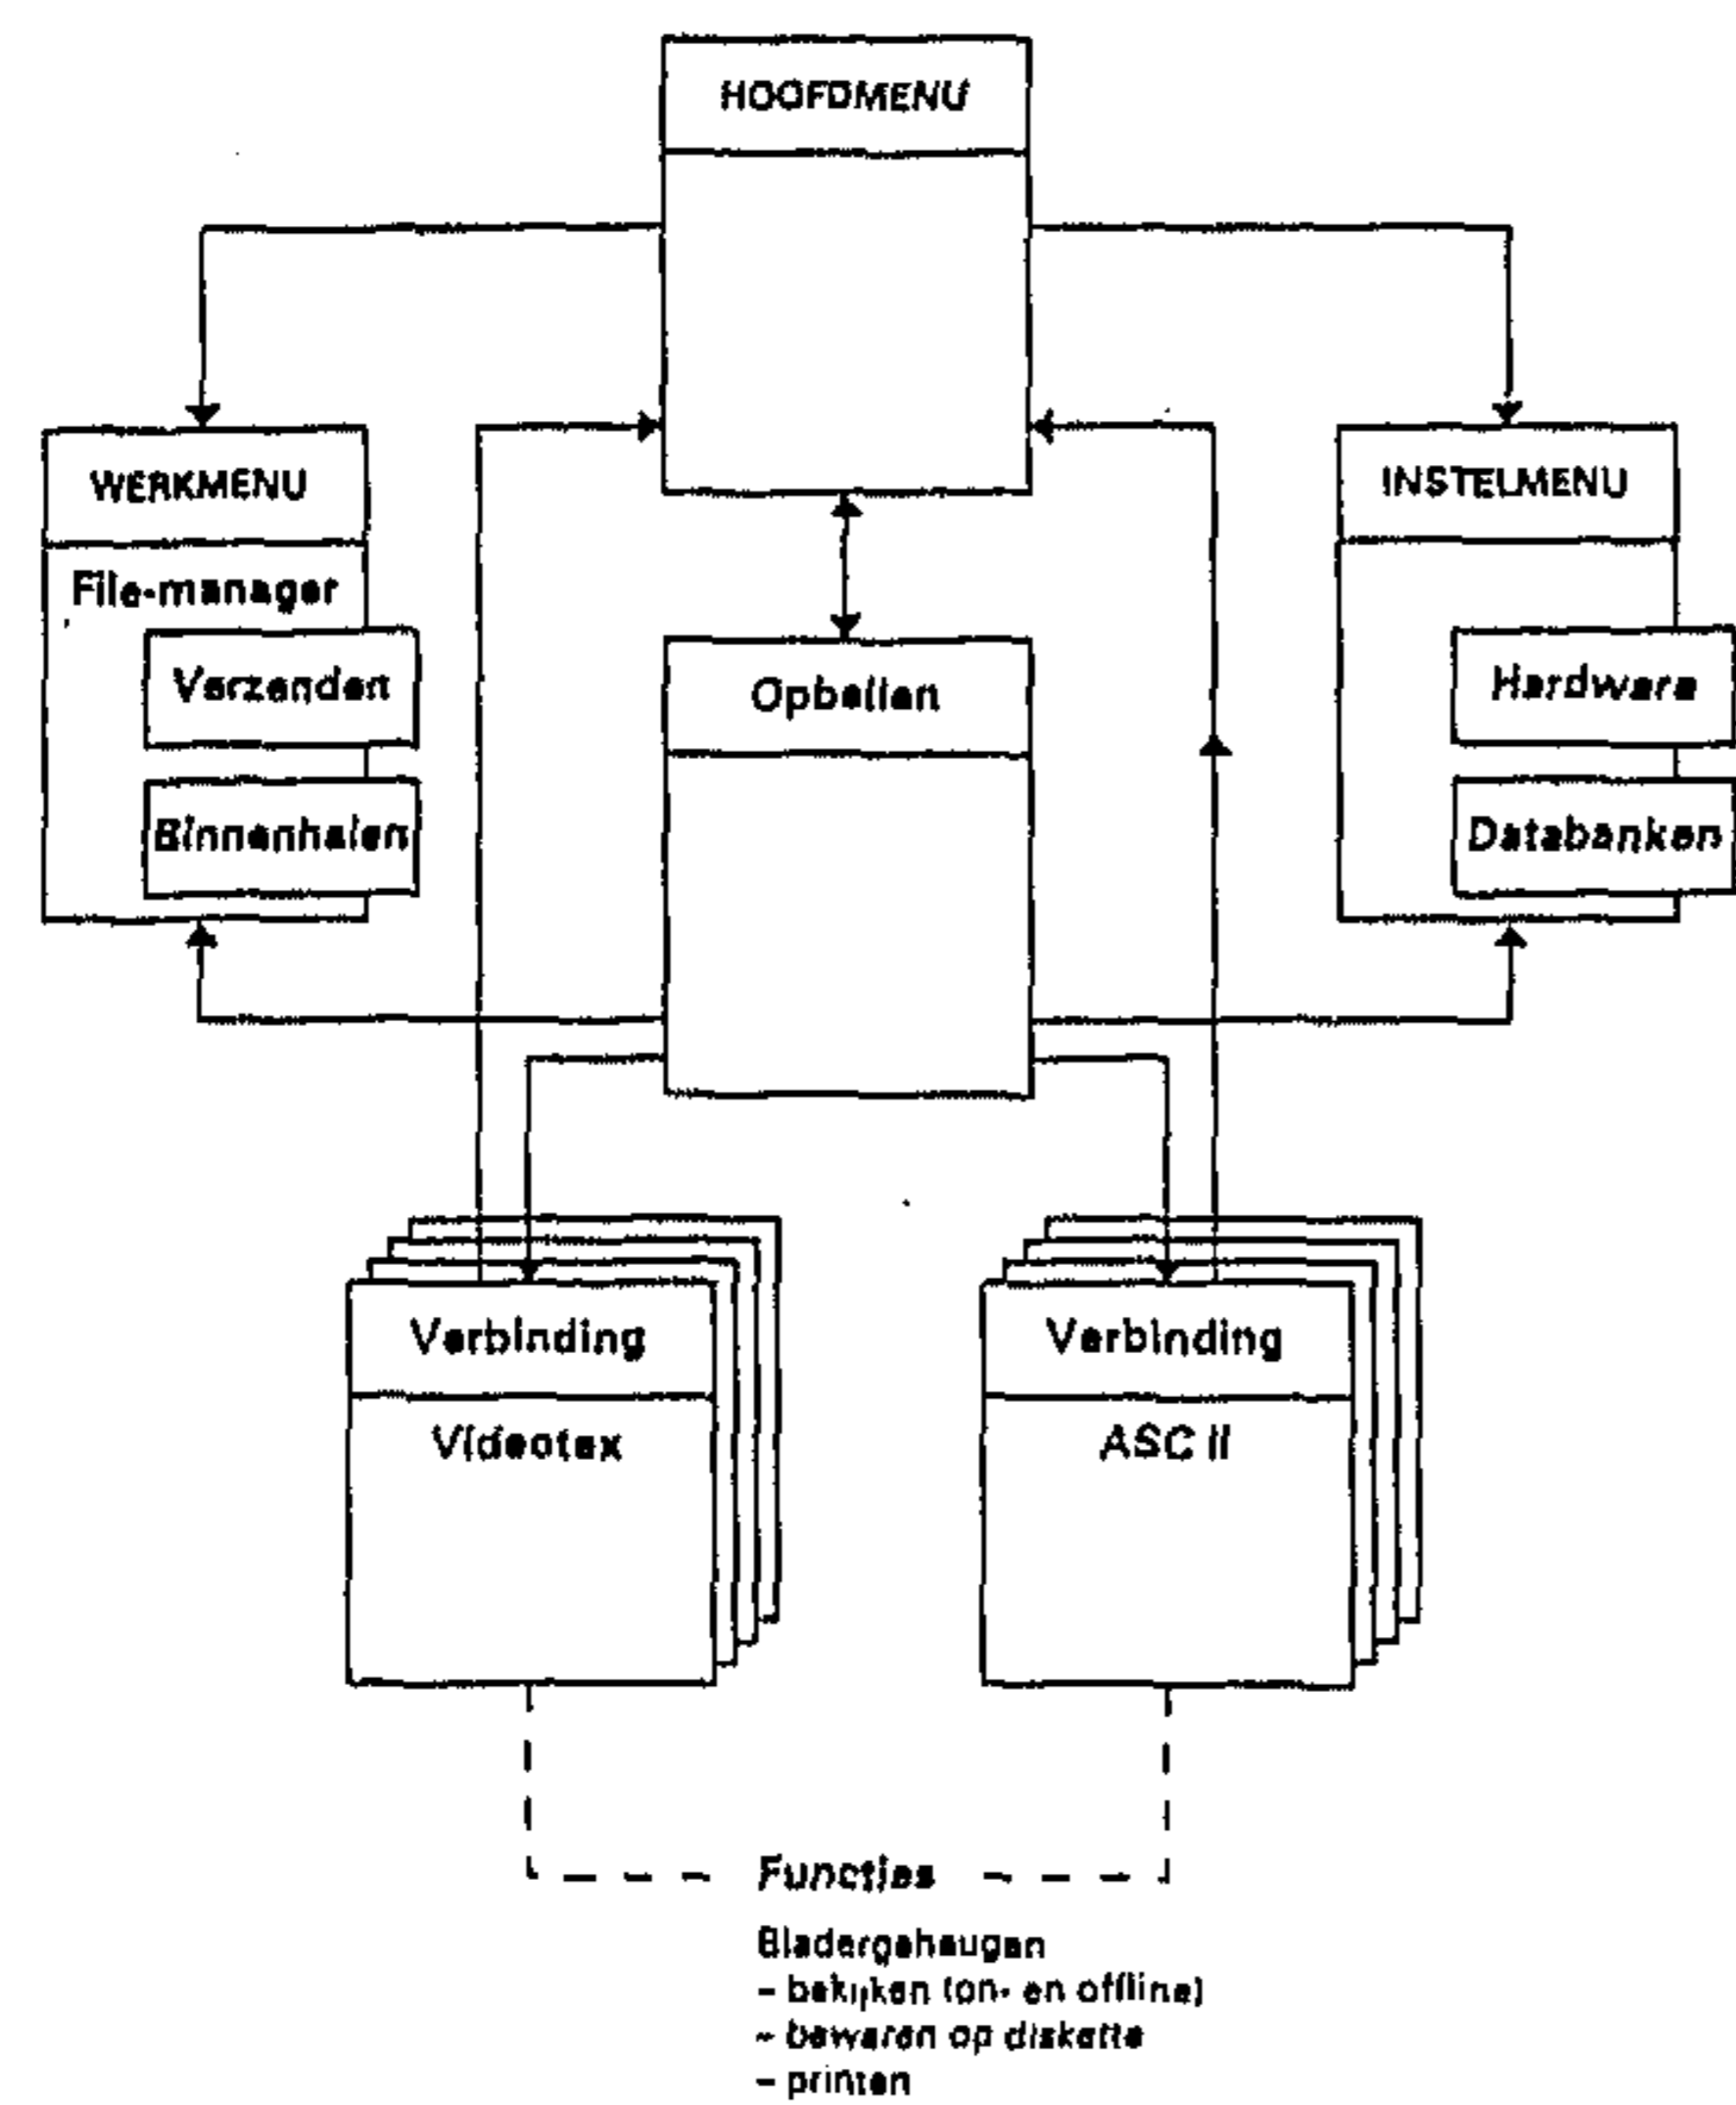 HOOFDMENU
WERKMENU
File-manager
Verzenden
Binnenhalen
INSTELMENU
Hardware
Databanken
Opbellen
Verbinding
Videotex
Verbinding
ASC II
Functies
Bladergeheugen
- bekijken (on- en offline)
- bewaren op diskette
- printen